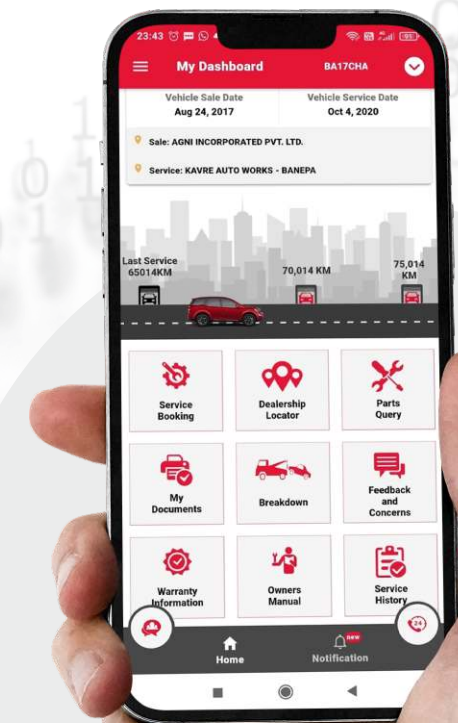 23:43
My Dashboard
BA17CHA
Vehicle Sale Date
Aug 24, 2017
Vehicle Service Date
Oct 4, 2020
Sale: AGNI INCORPORATED PVT. LTD.
Service: KAVRE AUTO WORKS - BANEPA
Last Service
65014KM
70,014 KM
75,014
KM
Service
Booking
Dealership
Locator
Parts
Query
My
Documents
Breakdown
Feedback
and
Concerns
Warranty
Information
Owners
Manual
Service
History
24
Home
new
Notification